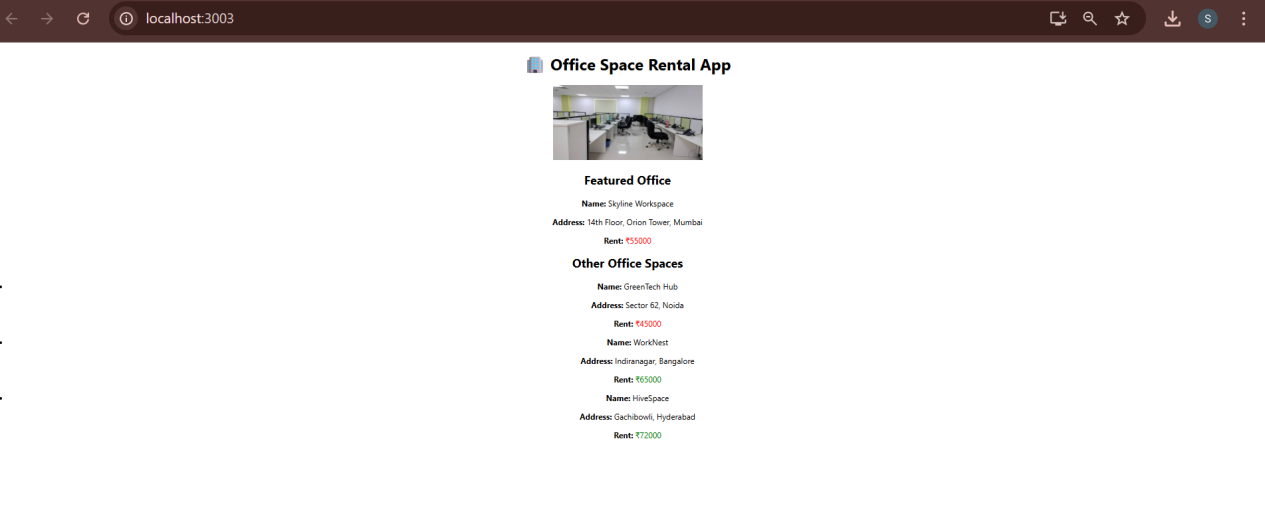 localhost:3003
S
🏢 Office Space Rental App
Featured Office
Name: Skyline Workspace
Address: 14th Floor, Orion Tower, Mumbai
Rent: ₹55000
Other Office Spaces
Name: GreenTech Hub
Address: Sector 62, Noida
Rent: ₹45000
Name: WorkNest
Address: Indiranagar, Bangalore
Rent: ₹65000
Name: HiveSpace
Address: Gachibowli, Hyderabad
Rent: ₹72000